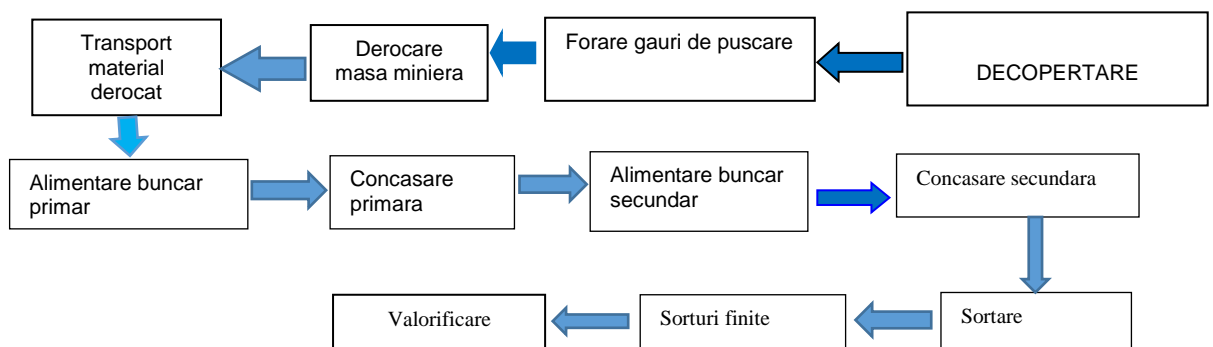 DECOPERTARE
Forare gauri de puscare
Derocare
masa miniera
Transport
material
derocat
Alimentare buncar
primar
Concasare
primara
Alimentare buncar
secundar
Concasare secundara
Sortare
Sorturi finite
Valorificare